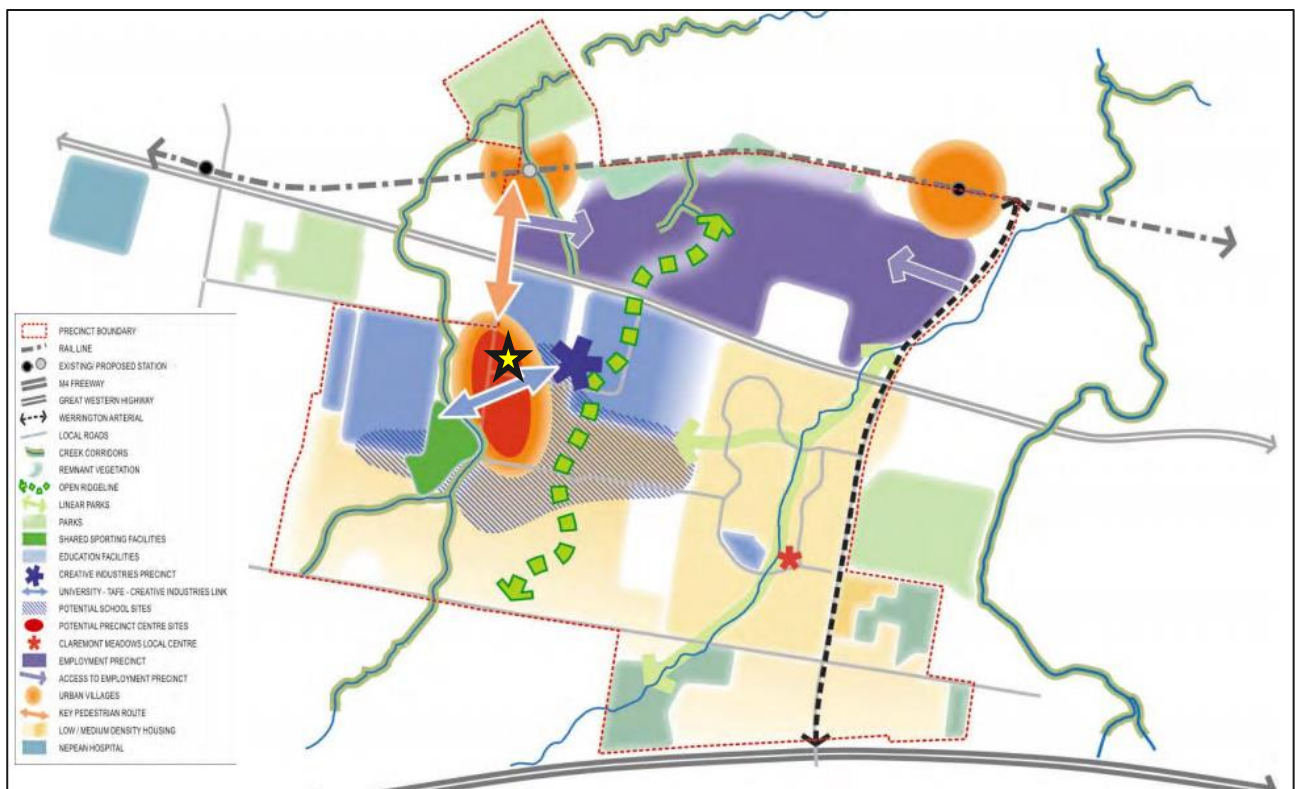 PRECINCT BOUNDARY
RAIL LINE
EXISTING/ PROPOSED STATION
M4 FREEWAY
GREAT WESTERN HIGHWAY
WERRINGTON ARTERIAL
LOCAL ROADS
CREEK CORRIDORS
REMNANT VEGETATION
OPEN RIDGELINE
LINEAR PARKS
PARKS
SHARED SPORTING FACILITIES
EDUCATION FACILITIES
CREATIVE INDUSTRIES PRECINCT
UNIVERSITY - TAFE - CREATIVE INDUSTRIES LINK
POTENTIAL SCHOOL SITES
POTENTIAL PRECINCT CENTRE SITES
CLAREMONT MEADOWS LOCAL CENTRE
EMPLOYMENT PRECINCT
ACCESS TO EMPLOYMENT PRECINCT
URBAN VILLAGES
KEY PEDESTRIAN ROUTE
LOW / MEDIUM DENSITY HOUSING
NEPEAN HOSPITAL